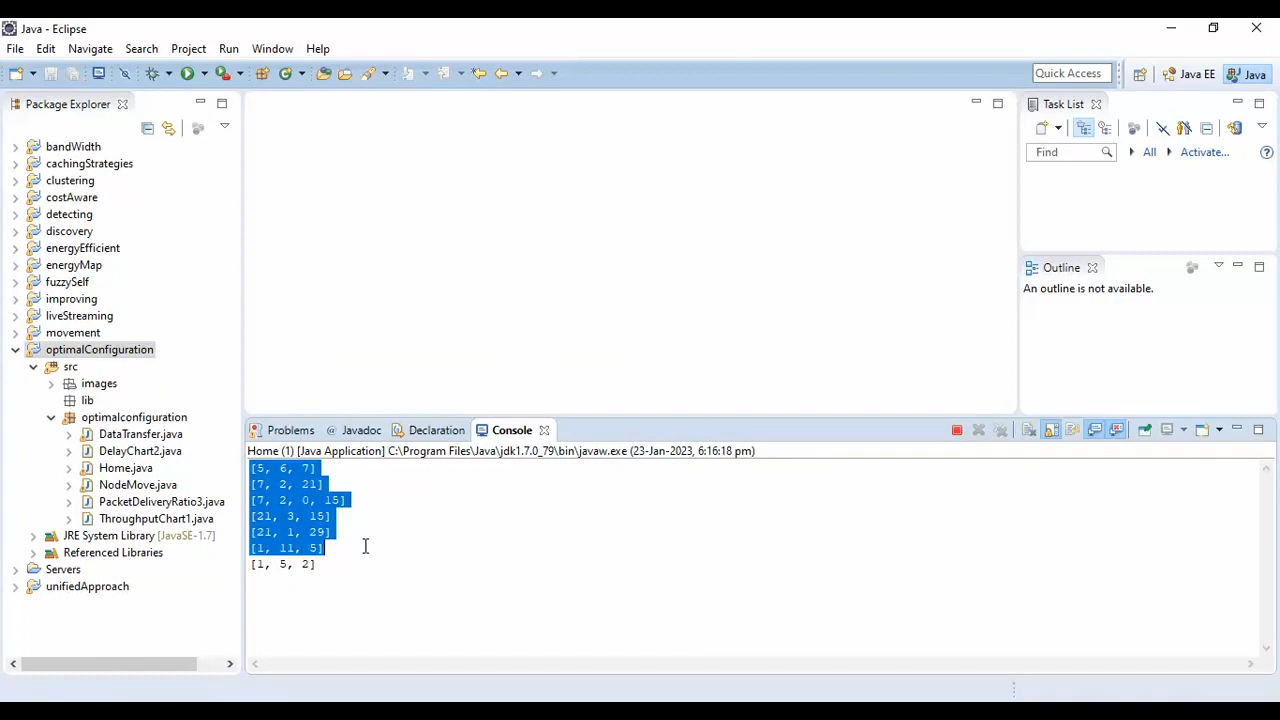 Java - Eclipse
File Edit Navigate Search Project Run Window Help
Quick Access Java EE Java
Package Explorer
bandWidth
cachingStrategies
clustering
costAware
detecting
discovery
energyEfficient
energyMap
fuzzySelf
improving
liveStreaming
movement
optimalConfiguration
src
images
lib
optimalconfiguration
DataTransfer.java
DelayChart2.java
Home.java
NodeMove.java
PacketDeliveryRatio3.java
ThroughputChart1.java
JRE System Library [JavaSE-1.7]
Referenced Libraries
Servers
unifiedApproach
Task List
Find All Activate...
Outline
An outline is not available.
Problems Javadoc Declaration Console
Home (1) [Java Application] C:\Program Files\Java\jdk1.7.0_79\bin\javaw.exe (23-Jan-2023, 6:16:18 pm)
[5, 6, 7]
[7, 2, 21]
[7, 2, 0, 15]
[21, 3, 15]
[21, 1, 29]
[1, 11, 5]
[1, 5, 2]